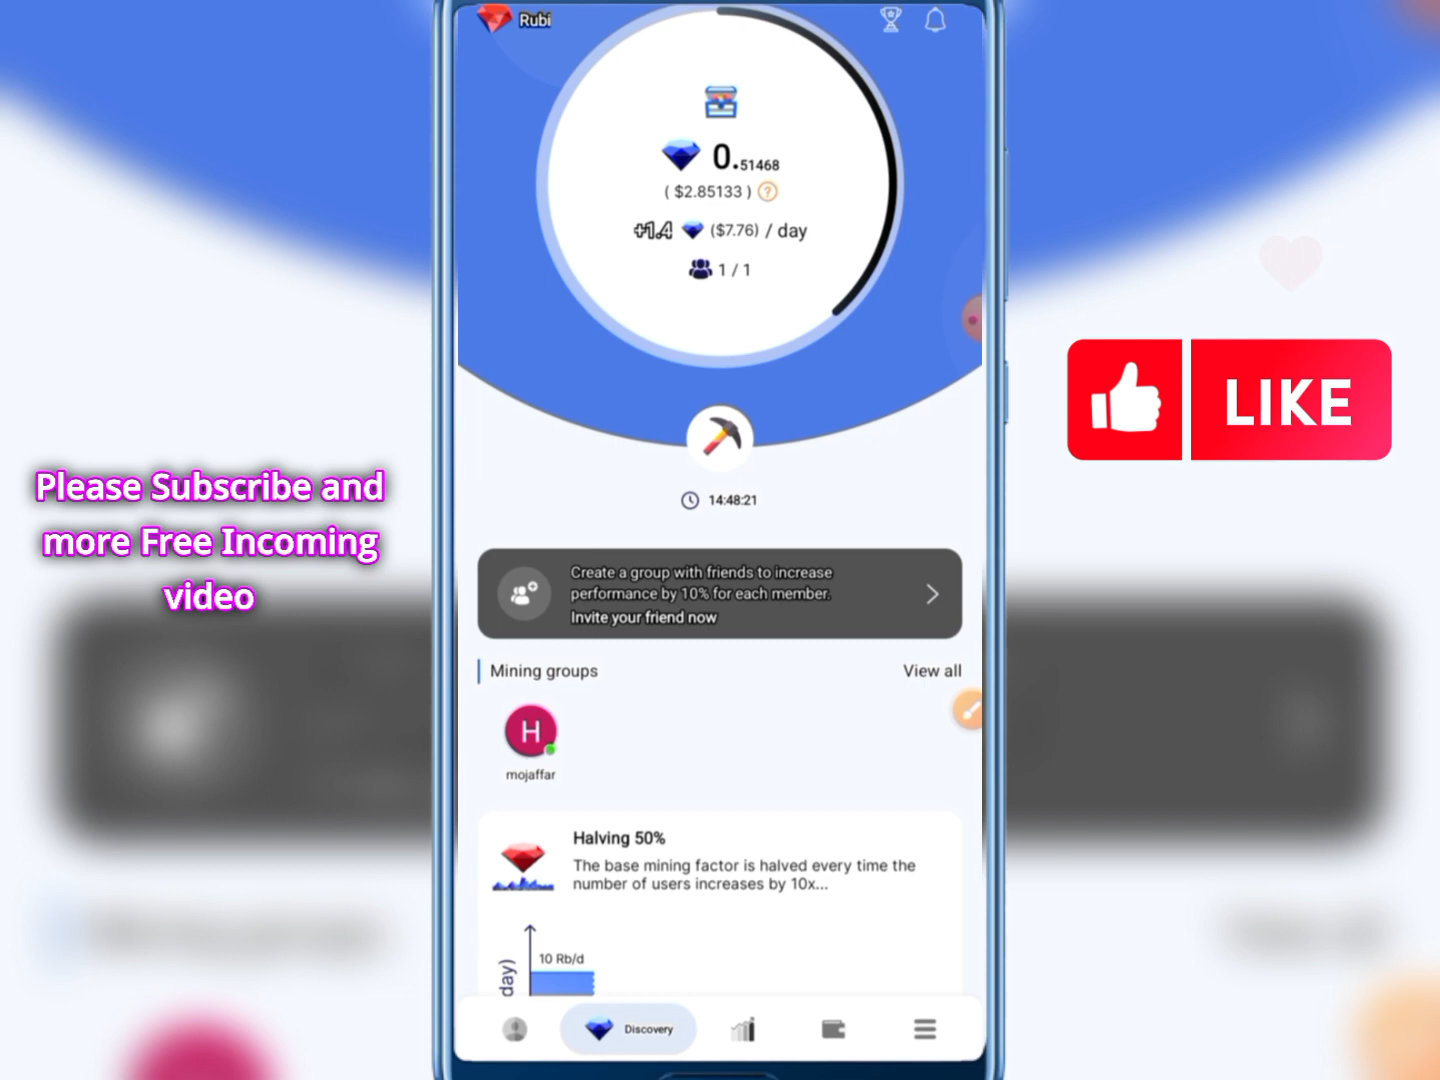 Rubi
0.51468
( $2.85133 ) ?
+1.4 ($7.76) / day
1 / 1
14:48:21
LIKE
Please Subscribe and
more Free Incoming
video
Create a group with friends to increase
performance by 10% for each member.
Invite your friend now
Mining groups
View all
H
mojaffar
Halving 50%
The base mining factor is halved every time the
number of users increases by 10x...
10 Rb/d
day)
Discovery